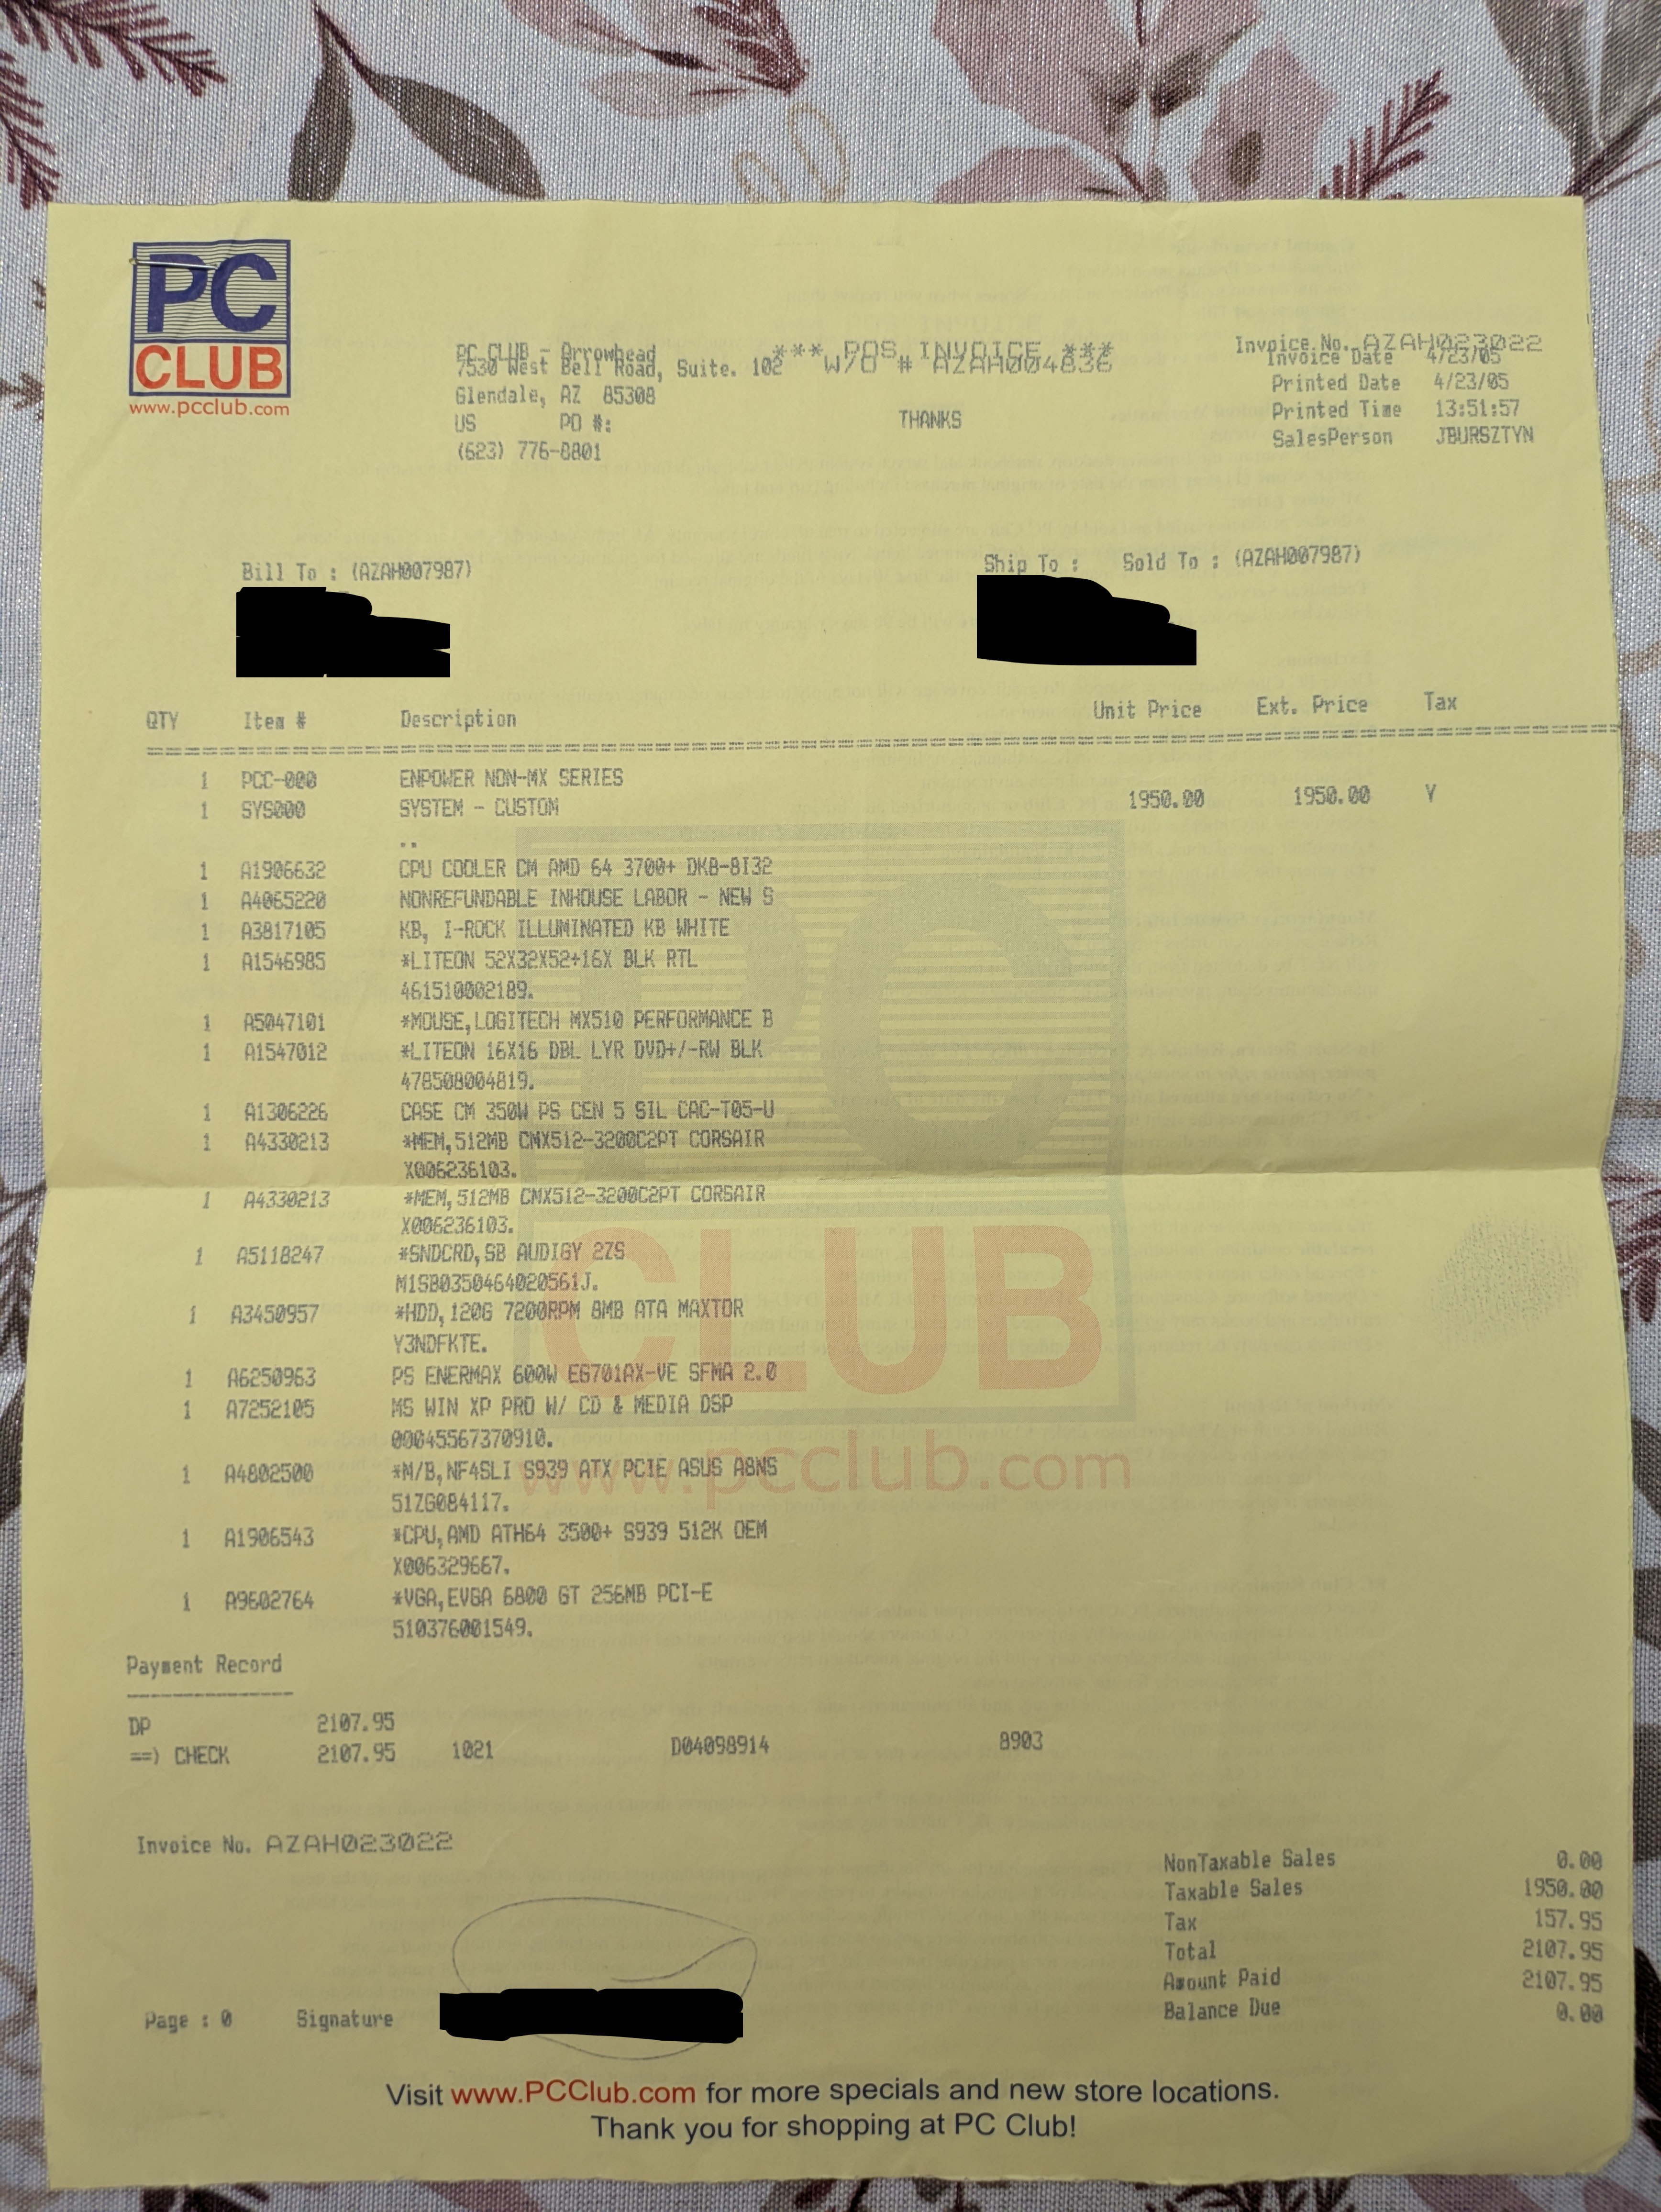 PC
CLUB
www.pcclub.com
PC CLUB - Arrowhead
*** POS INVOICE ***
7530 West Bell Road, Suite. 102
W/O # AZAH004836
Glendale, AZ 85308
US PO #:
THANKS
(623) 776-8801
Invoice No. AZAH023022
Invoice Date 4/23/05
Printed Date 4/23/05
Printed Time 13:51:57
SalesPerson JBURSZTYN
Bill To : (AZAH007987)
Ship To : Sold To : (AZAH007987)
QTY Item # Description Unit Price Ext. Price Tax
1 PCC-000 ENPOWER NON-MX SERIES
1 SYS000 SYSTEM - CUSTOM 1950.00 1950.00 Y
..
1 A1906632 CPU COOLER CM AMD 64 3700+ DK8-8I32
1 A4065220 NONREFUNDABLE INHOUSE LABOR - NEW S
1 A3817105 KB, I-ROCK ILLUMINATED KB WHITE
1 A1546985 *LITEON 52X32X52+16X BLK RTL
461510002189.
1 A5047101 *MOUSE,LOGITECH MX510 PERFORMANCE B
1 A1547012 *LITEON 16X16 DBL LYR DVD+/-RW BLK
478508004819.
1 A1306226 CASE CM 350W PS CEN 5 SIL CAC-T05-U
1 A4330213 *MEM,512MB CMX512-3200C2PT CORSAIR
X006236103.
1 A4330213 *MEM,512MB CMX512-3200C2PT CORSAIR
X006236103.
1 A5118247 *SNDCRD,SB AUDIGY 2ZS
M1SB0350464020561J.
1 A3450957 *HDD,120G 7200RPM 8MB ATA MAXTOR
Y3NDFKTE.
1 A6250963 PS ENERMAX 600W EG701AX-VE SFMA 2.0
1 A7252105 MS WIN XP PRO W/ CD & MEDIA DSP
00045567370910.
1 A4802500 *M/B,NF4SLI S939 ATX PCIE ASUS A8NS
51ZG084117.
1 A1906543 *CPU,AMD ATH64 3500+ S939 512K OEM
X006329667.
1 A9602764 *VGA,EVGA 6800 GT 256MB PCI-E
510376001549.
PC
CLUB
www.pcclub.com
Payment Record
DP 2107.95
==) CHECK 2107.95 1021 D04098914 8903
Invoice No. AZAH023022
NonTaxable Sales 0.00
Taxable Sales 1950.00
Tax 157.95
Total 2107.95
Amount Paid 2107.95
Balance Due 0.00
Page : 0 Signature
Visit www.PCClub.com for more specials and new store locations.
Thank you for shopping at PC Club!